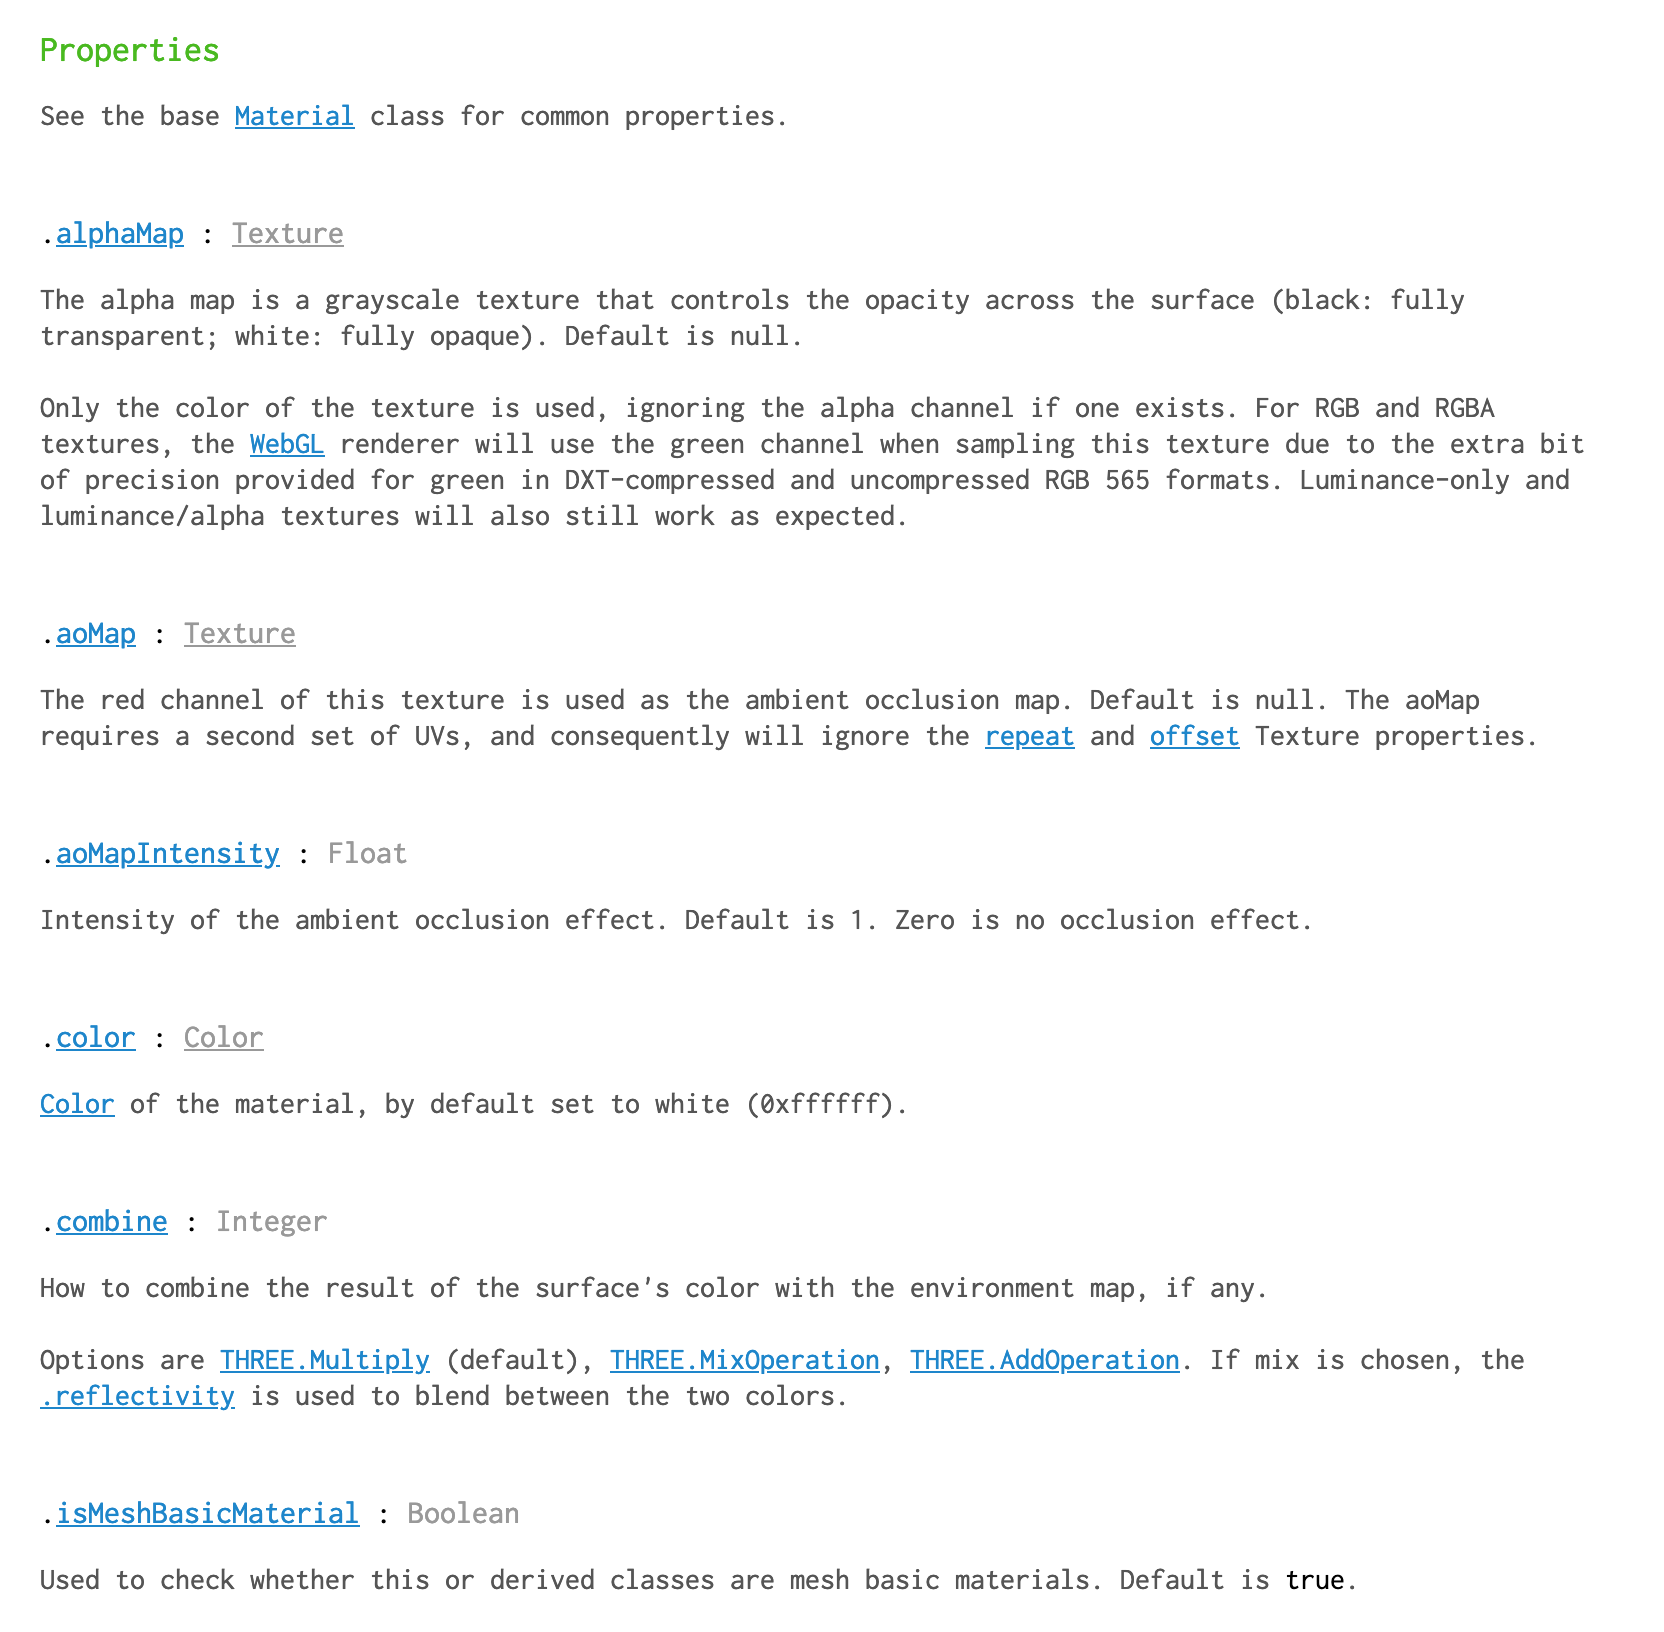 Properties
See the base Material class for common properties.
.alphaMap : Texture
The alpha map is a grayscale texture that controls the opacity across the surface (black: fully
transparent; white: fully opaque). Default is null.
Only the color of the texture is used, ignoring the alpha channel if one exists. For RGB and RGBA
textures, the WebGL renderer will use the green channel when sampling this texture due to the extra bit
of precision provided for green in DXT-compressed and uncompressed RGB 565 formats. Luminance-only and
luminance/alpha textures will also still work as expected.
.aoMap : Texture
The red channel of this texture is used as the ambient occlusion map. Default is null. The aoMap
requires a second set of UVs, and consequently will ignore the repeat and offset Texture properties.
.aoMapIntensity : Float
Intensity of the ambient occlusion effect. Default is 1. Zero is no occlusion effect.
.color : Color
Color of the material, by default set to white (0xffffff).
.combine : Integer
How to combine the result of the surface's color with the environment map, if any.
Options are THREE.Multiply (default), THREE.MixOperation, THREE.AddOperation. If mix is chosen, the
.reflectivity is used to blend between the two colors.
.isMeshBasicMaterial : Boolean
Used to check whether this or derived classes are mesh basic materials. Default is true.